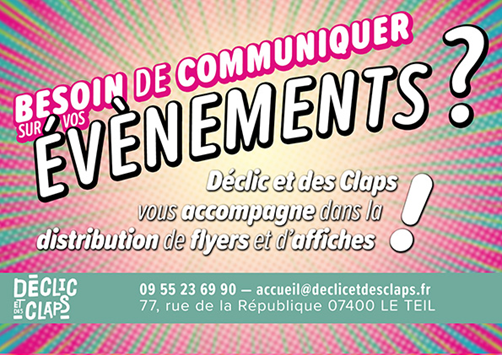 BESOIN DE COMMUNIQUER
SUR VOS
ÉVÈNEMENTS ?
Déclic et des Claps
vous accompagne dans la
distribution de flyers et d'affiches !
DÉCLIC
ET DES
CLAPS
09 55 23 69 90 – accueil@declicetdesclaps.fr
77, rue de la République 07400 LE TEIL